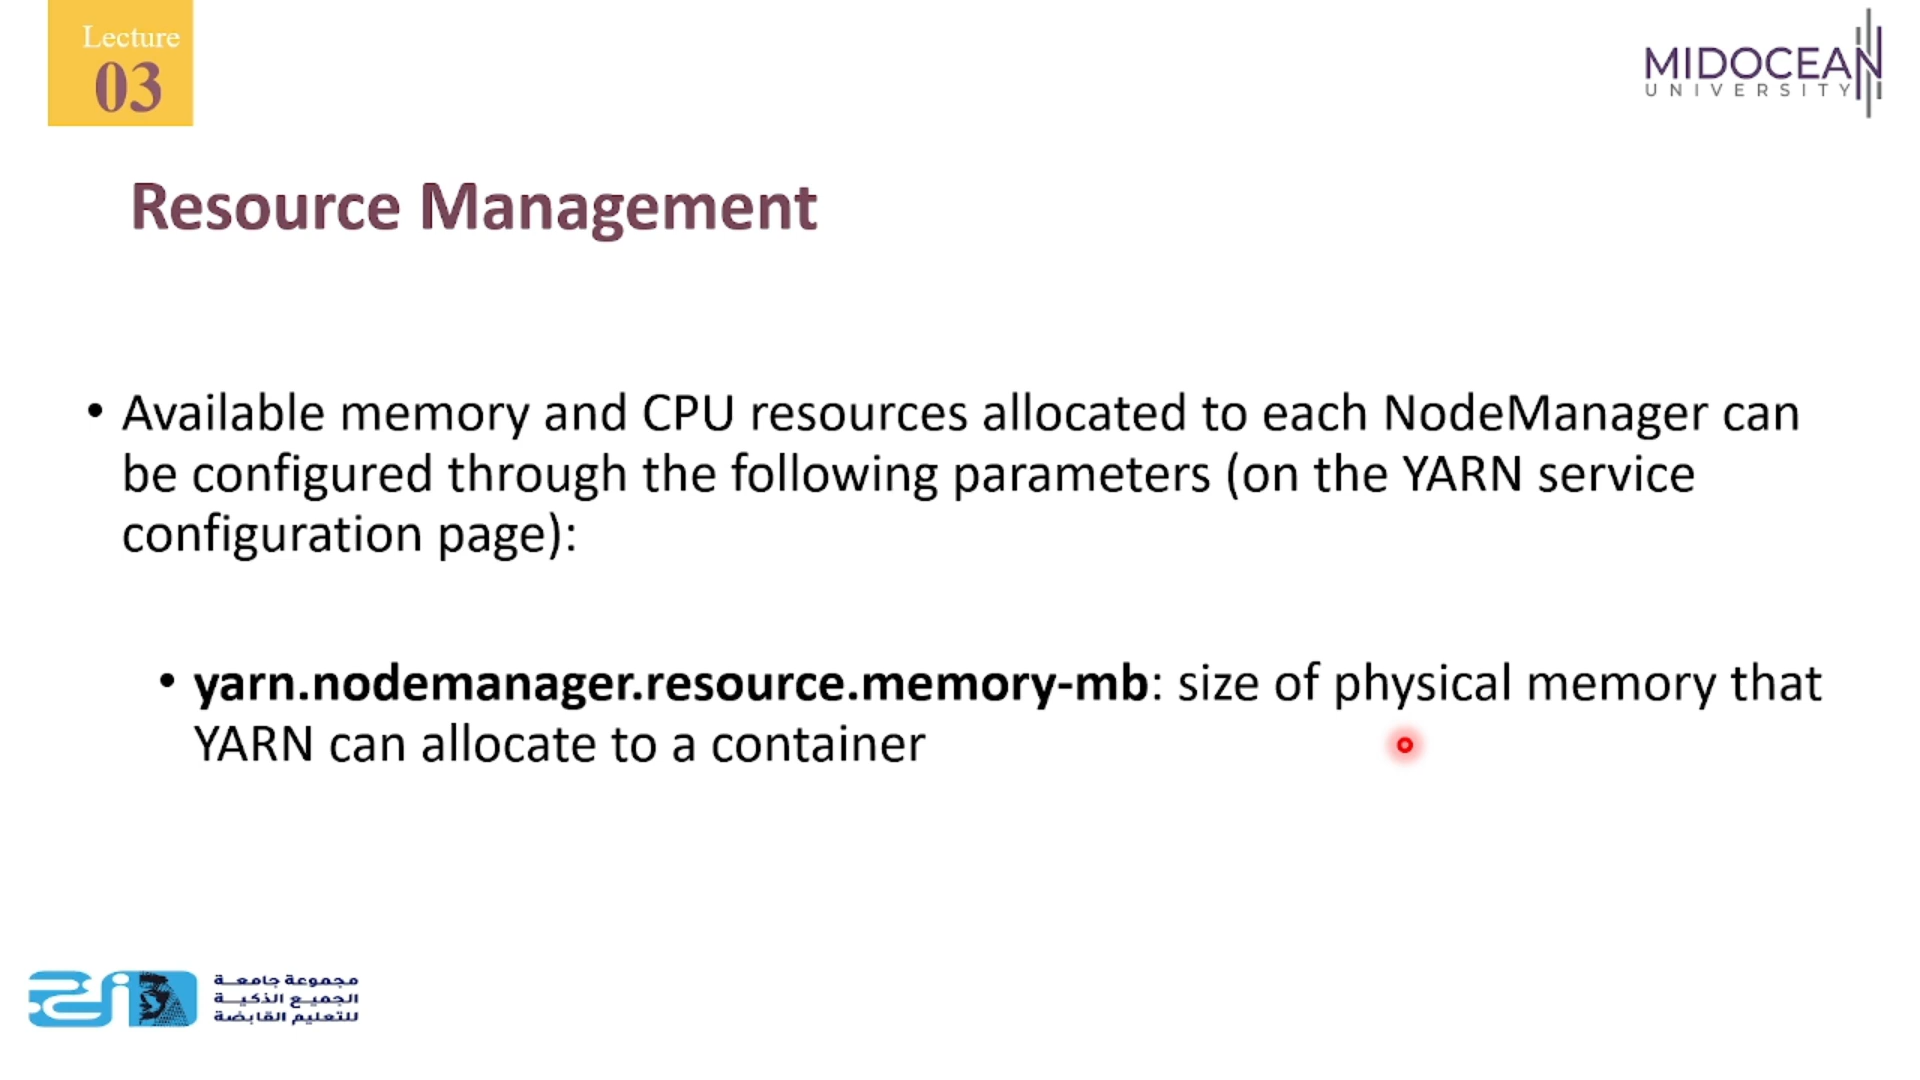 Lecture
03
MIDOCEAN
UNIVERSITY
Resource Management
• Available memory and CPU resources allocated to each NodeManager can
be configured through the following parameters (on the YARN service
configuration page):
• yarn.nodemanager.resource.memory-mb: size of physical memory that
YARN can allocate to a container
مجموعة جامعة
الجميع الذكية
للتعليم القابضة